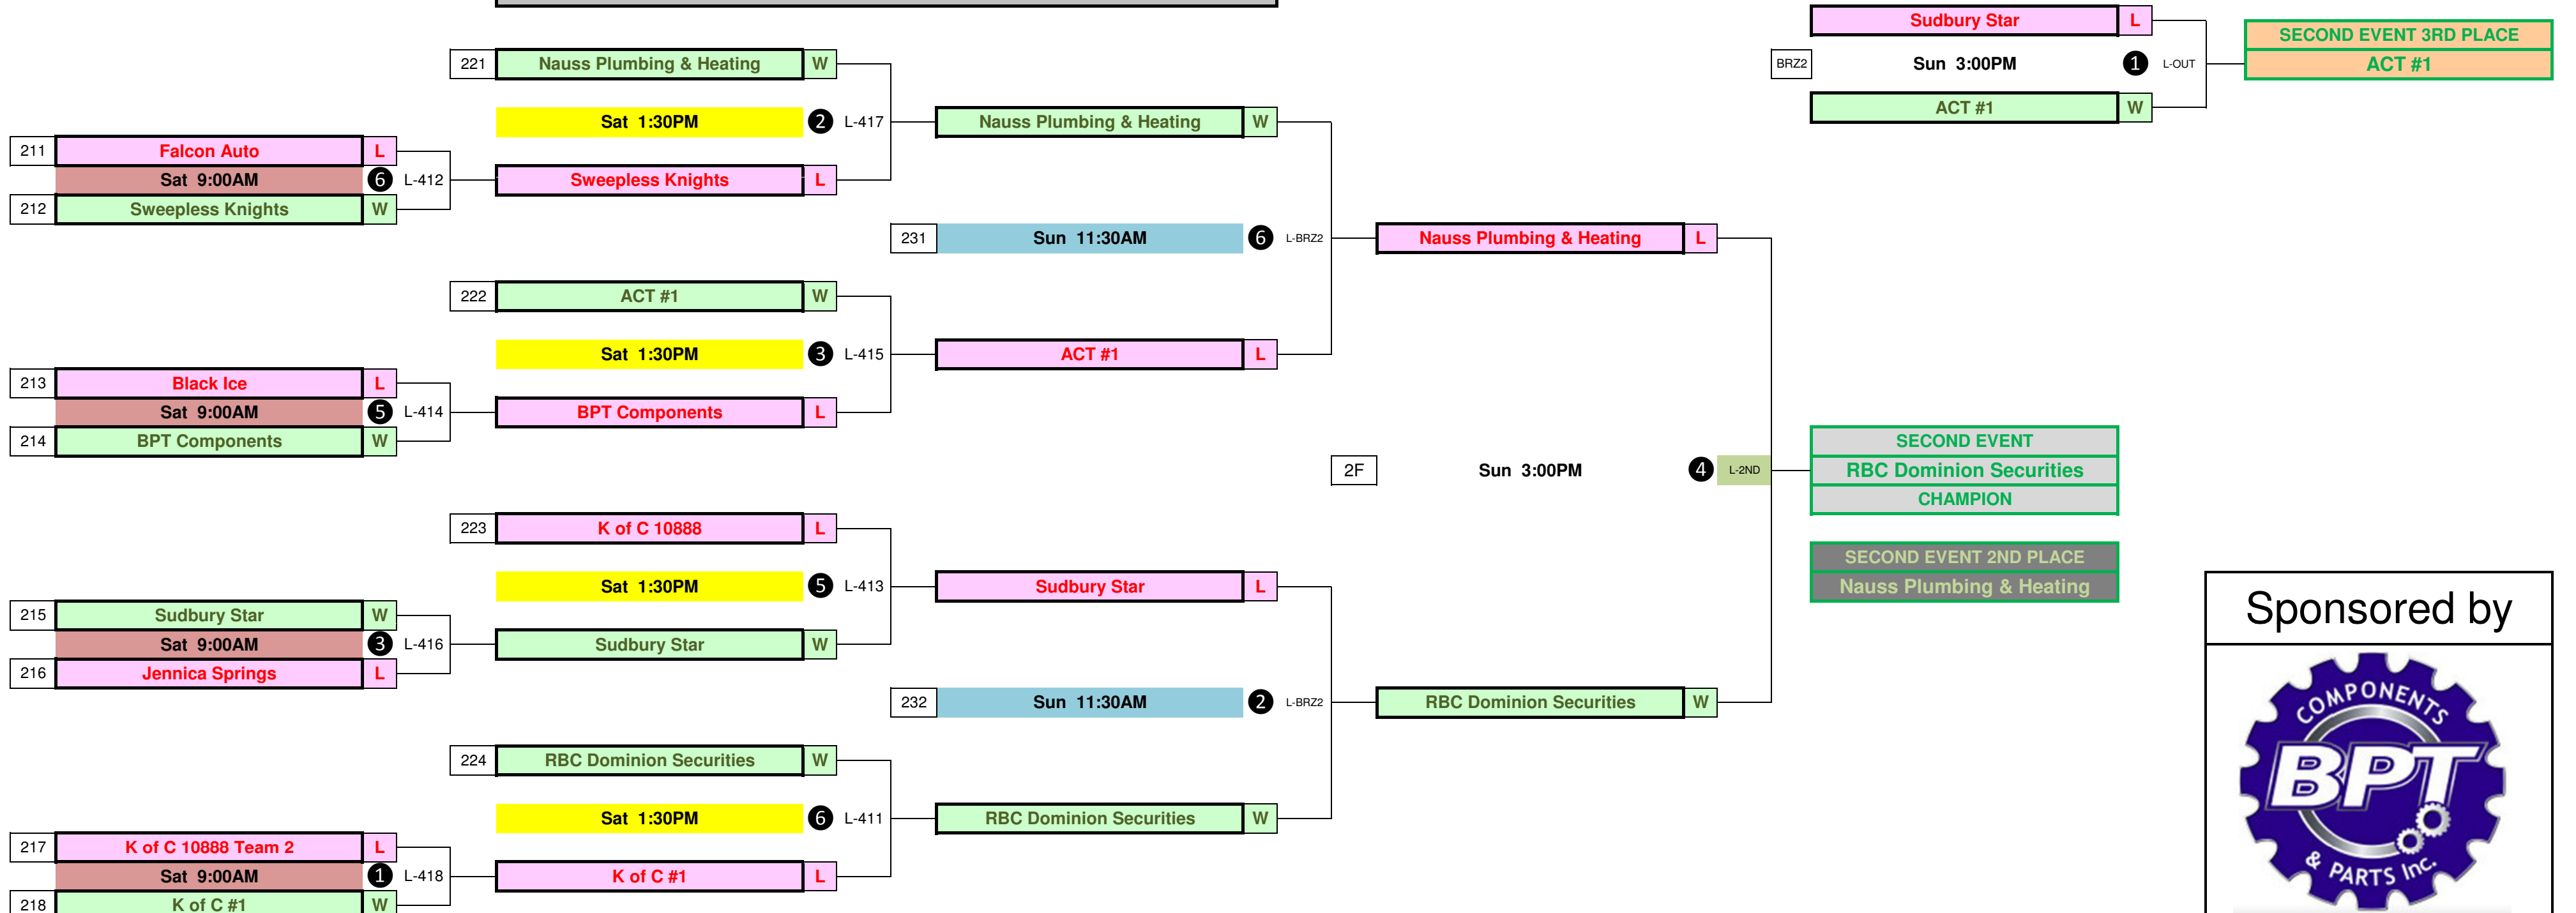 Sudbury Star L
SECOND EVENT 3RD PLACE
221 Nauss Plumbing & Heating W
BRZ2 Sun 3:00PM 1 L-OUT
ACT #1
ACT #1 W
Sat 1:30PM 2 L-417
Nauss Plumbing & Heating W
211 Falcon Auto L
Sat 9:00AM 6 L-412
Sweepless Knights L
212 Sweepless Knights W
231 Sun 11:30AM 6 L-BRZ2
Nauss Plumbing & Heating L
222 ACT #1 W
Sat 1:30PM 3 L-415
ACT #1 L
213 Black Ice L
Sat 9:00AM 5 L-414
BPT Components L
214 BPT Components W
SECOND EVENT
2F Sun 3:00PM 4 L-2ND
RBC Dominion Securities
CHAMPION
223 K of C 10888 L
SECOND EVENT 2ND PLACE
Nauss Plumbing & Heating
Sat 1:30PM 5 L-413
Sudbury Star L
215 Sudbury Star W
Sat 9:00AM 3 L-416
Sudbury Star W
216 Jennica Springs L
232 Sun 11:30AM 2 L-BRZ2
RBC Dominion Securities W
224 RBC Dominion Securities W
Sat 1:30PM 6 L-411
RBC Dominion Securities W
217 K of C 10888 Team 2 L
Sat 9:00AM 1 L-418
K of C #1 L
218 K of C #1 W
Sponsored by
COMPONENTS
BPT
& PARTS Inc.